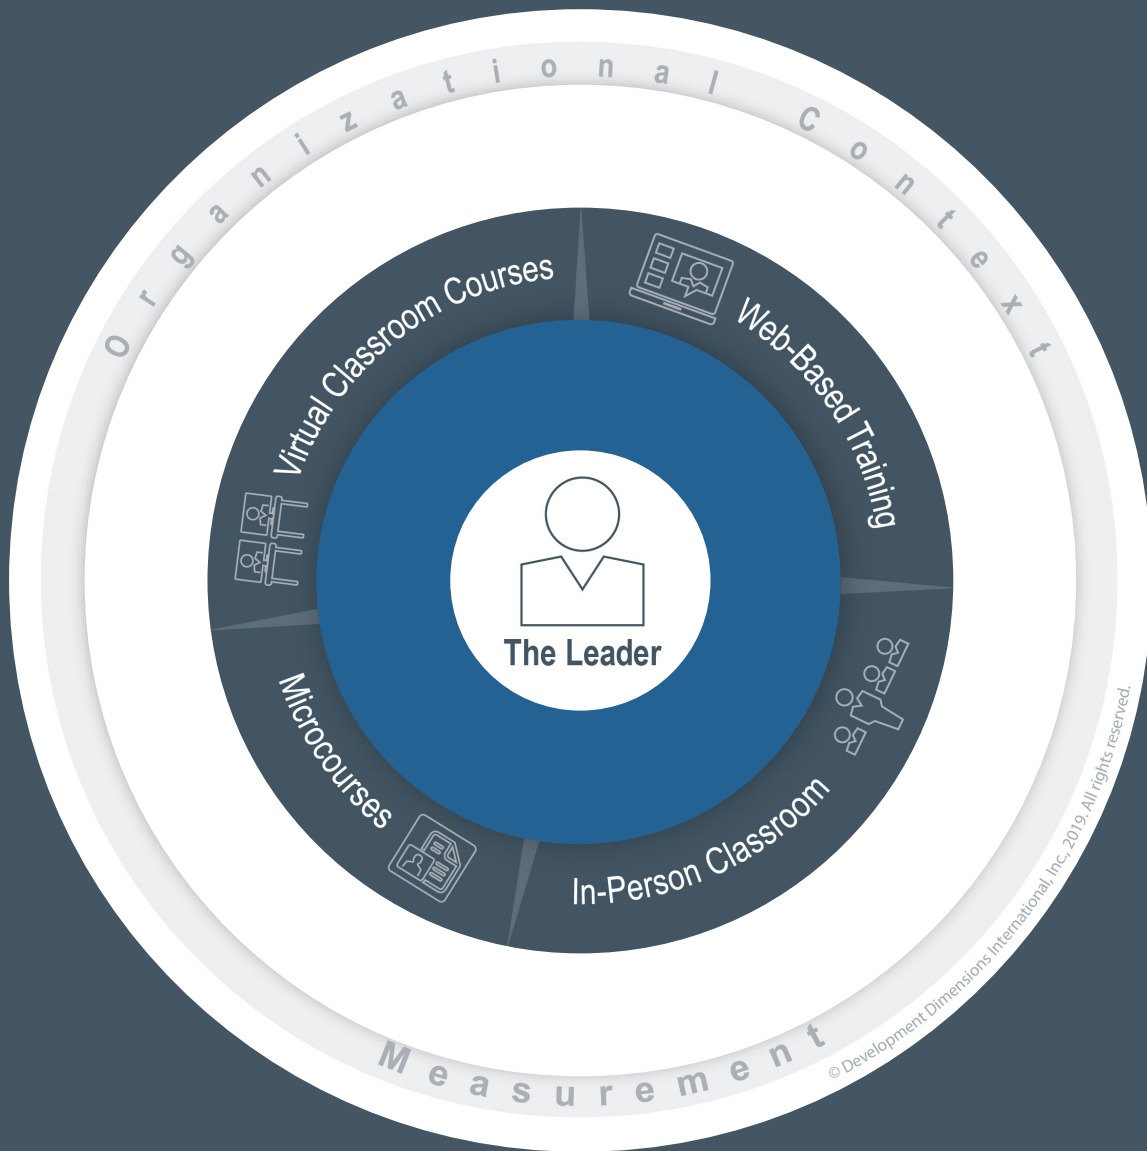 Organizational Context
Virtual Classroom Courses
Web-Based Training
The Leader
Microcourses
In-Person Classroom
Measurement
© Development Dimensions International, Inc., 2019. All rights reserved.